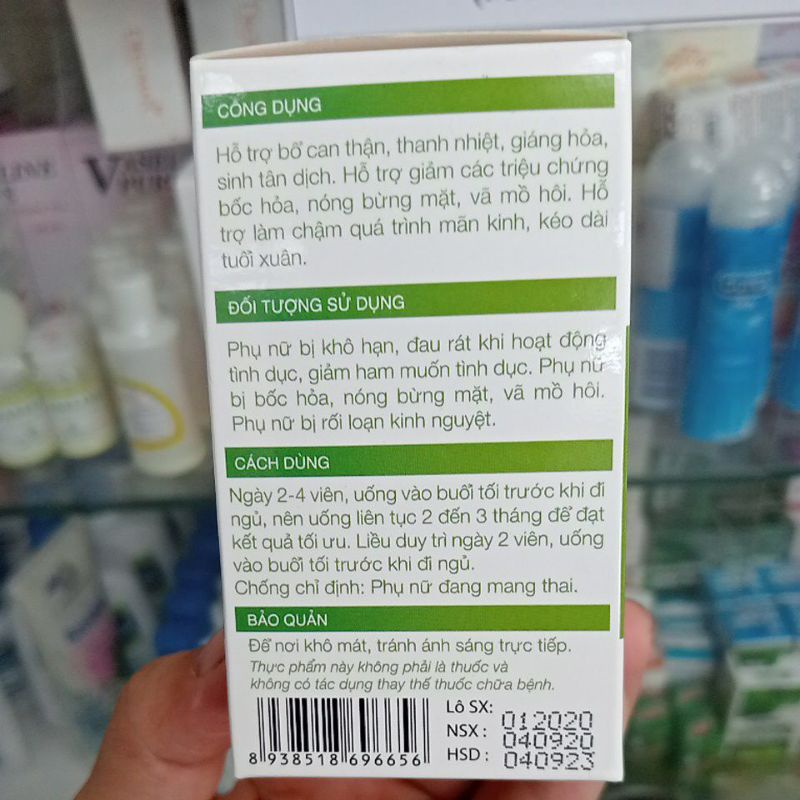 CÔNG DỤNG
Hỗ trợ bổ can thận, thanh nhiệt, giáng hỏa,
sinh tân dịch. Hỗ trợ giảm các triệu chứng
bốc hỏa, nóng bừng mặt, vã mồ hôi. Hỗ
trợ làm chậm quá trình mãn kinh, kéo dài
tuổi xuân.
ĐỐI TƯỢNG SỬ DỤNG
Phụ nữ bị khô hạn, đau rát khi hoạt động
tình dục, giảm ham muốn tình dục. Phụ nữ
bị bốc hỏa, nóng bừng mặt, vã mồ hôi.
Phụ nữ bị rối loạn kinh nguyệt.
CÁCH DÙNG
Ngày 2-4 viên, uống vào buổi tối trước khi đi
ngủ, nên uống liên tục 2 đến 3 tháng để đạt
kết quả tối ưu. Liều duy trì ngày 2 viên, uống
vào buổi tối trước khi đi ngủ.
Chống chỉ định: Phụ nữ đang mang thai.
BẢO QUẢN
Để nơi khô mát, tránh ánh sáng trực tiếp.
Thực phẩm này không phải là thuốc và
không có tác dụng thay thế thuốc chữa bệnh.
Lô SX: 012020
NSX : 040920
HSD : 040923
8 938518 696656